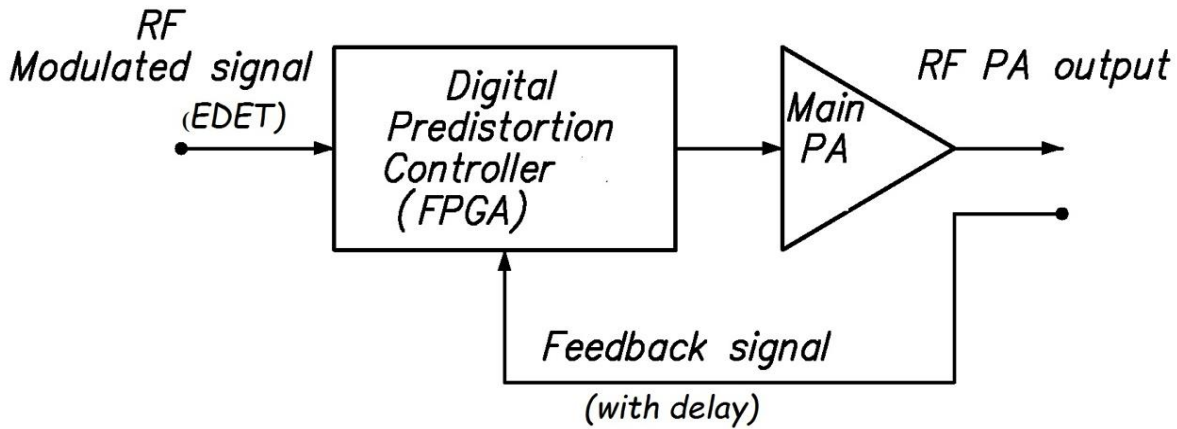 RF
Modulated signal
(EDET)
Digital
Predistortion
Controller
(FPGA)
Main
PA
RF PA output
Feedback signal
(with delay)